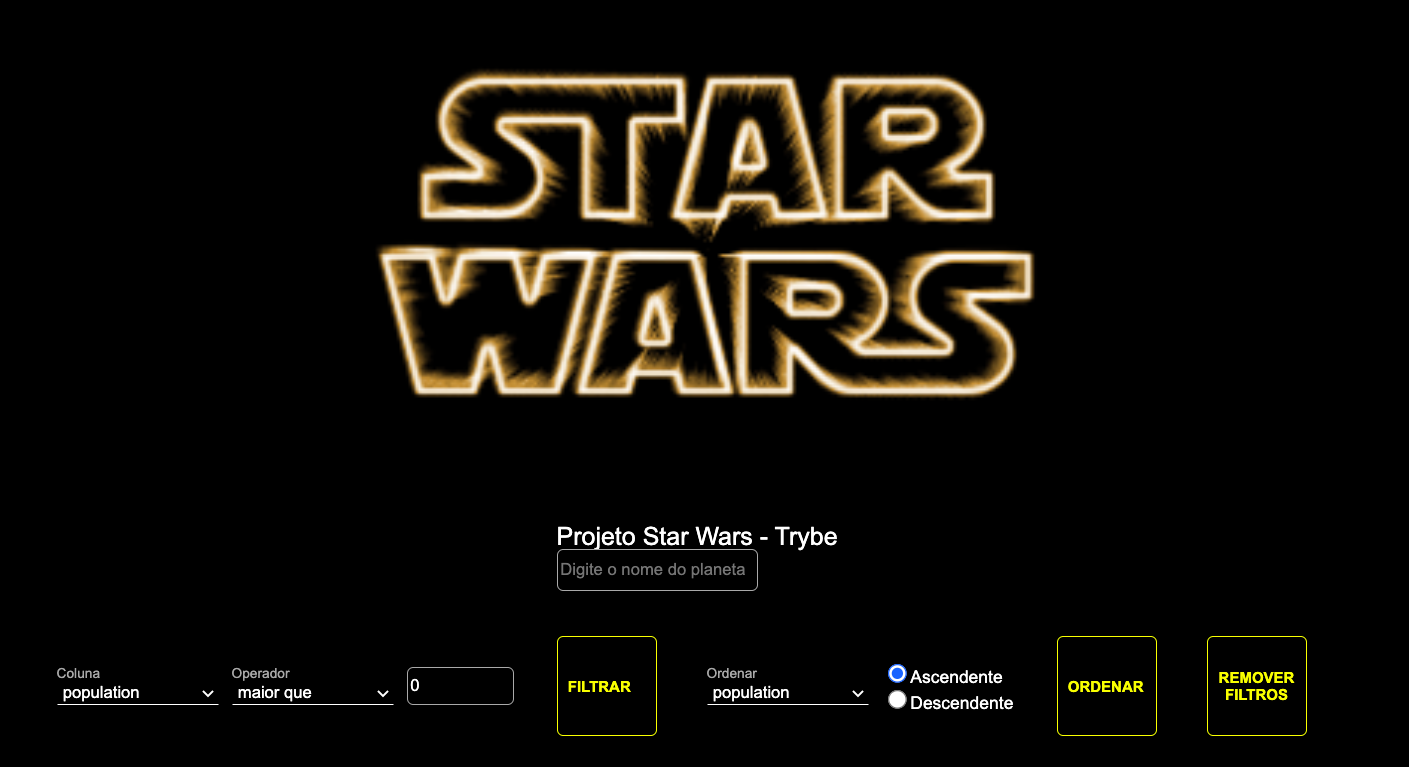 STAR
WARS
Projeto Star Wars - Trybe
Digite o nome do planeta
Coluna
population
Operador
maior que
0
FILTRAR
Ordenar
population
Ascendente
Descendente
ORDENAR
REMOVER
FILTROS